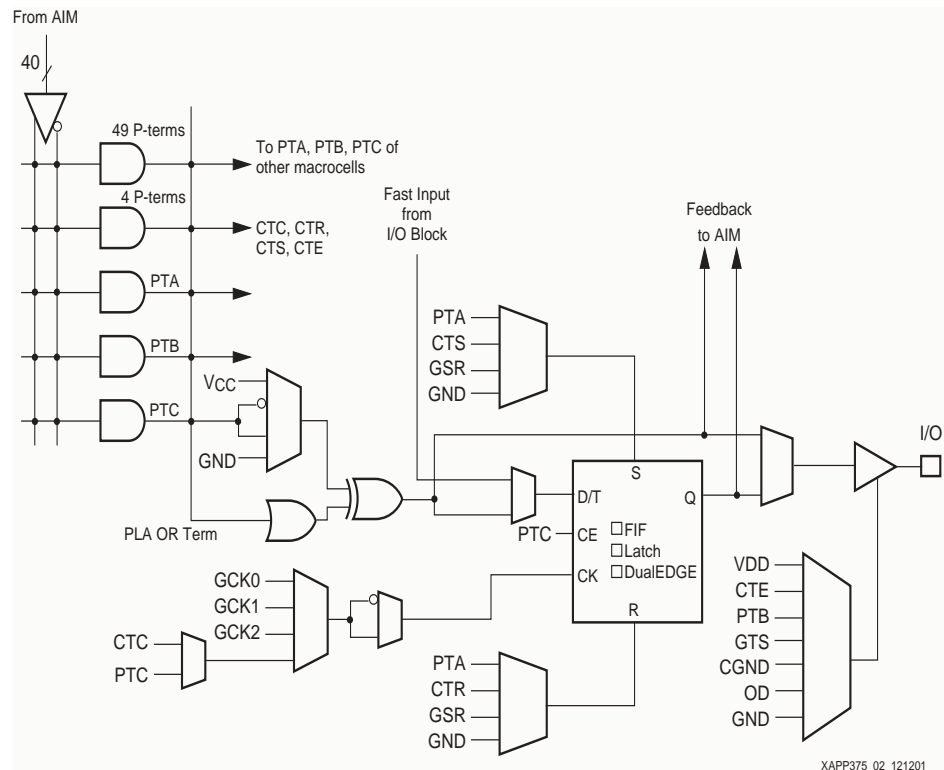 From AIM
40
49 P-terms
To PTA, PTB, PTC of
other macrocells
4 P-terms
CTC, CTR,
CTS, CTE
PTA
PTB
PTC
VCC
GND
PLA OR Term
Fast Input
from
I/O Block
Feedback
to AIM
PTA
CTS
GSR
GND
S
D/T
Q
PTC
CE
CK
R
FIF
Latch
DualEDGE
I/O
GCK0
GCK1
GCK2
CTC
PTC
PTA
CTR
GSR
GND
VDD
CTE
PTB
GTS
CGND
OD
GND
XAPP375_02_121201